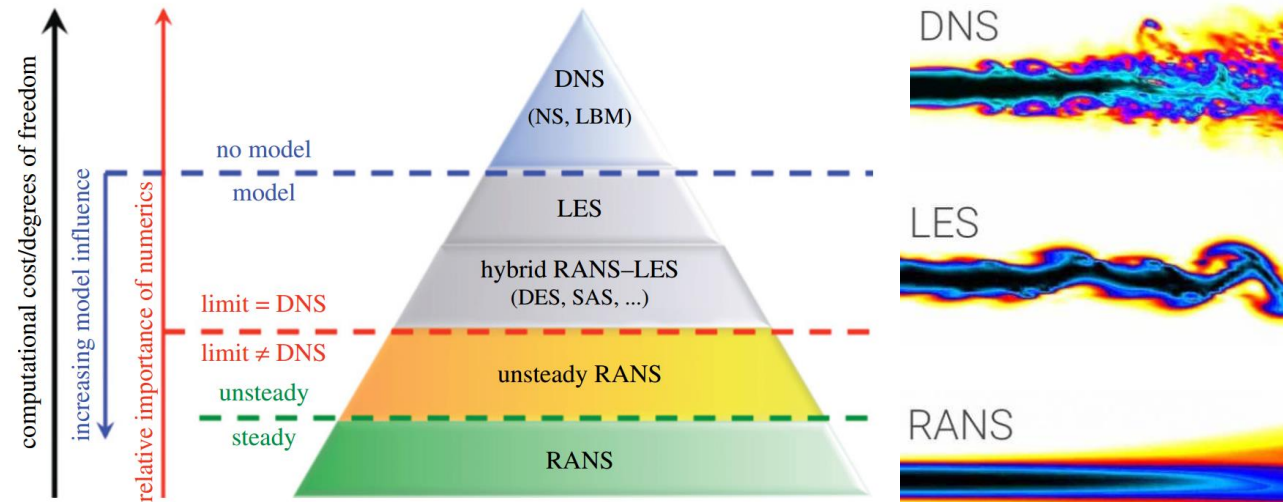 computational cost/degrees of freedom
increasing model influence
relative importance of numerics
no model
model
limit = DNS
limit ≠ DNS
unsteady
steady
DNS
(NS, LBM)
LES
hybrid RANS–LES
(DES, SAS, ...)
unsteady RANS
RANS
DNS
LES
RANS